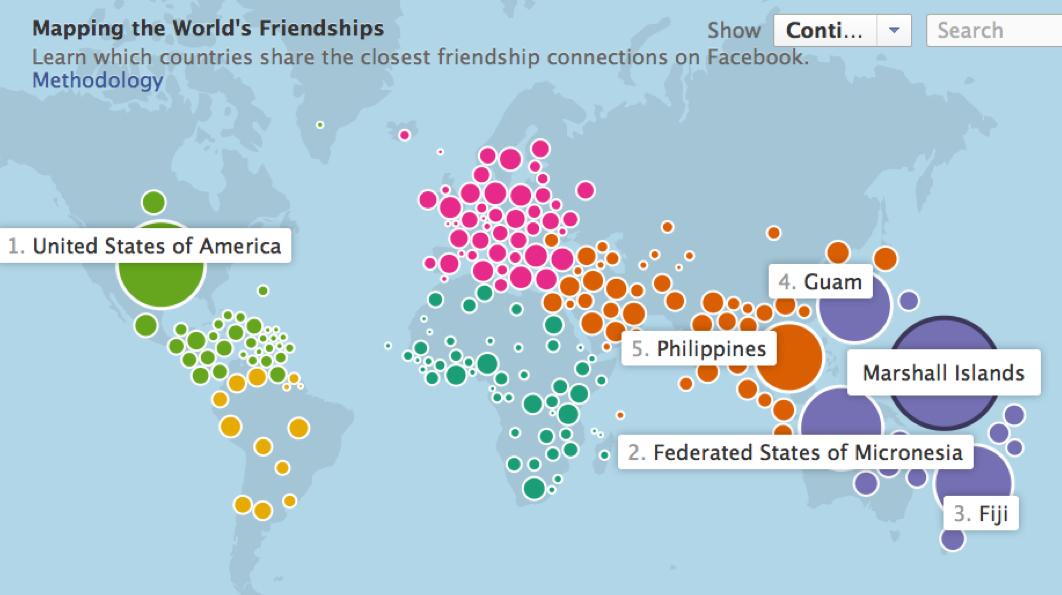 Mapping the World's Friendships
Show Conti... Search
Learn which countries share the closest friendship connections on Facebook.
Methodology
1. United States of America
4. Guam
5. Philippines
Marshall Islands
2. Federated States of Micronesia
3. Fiji